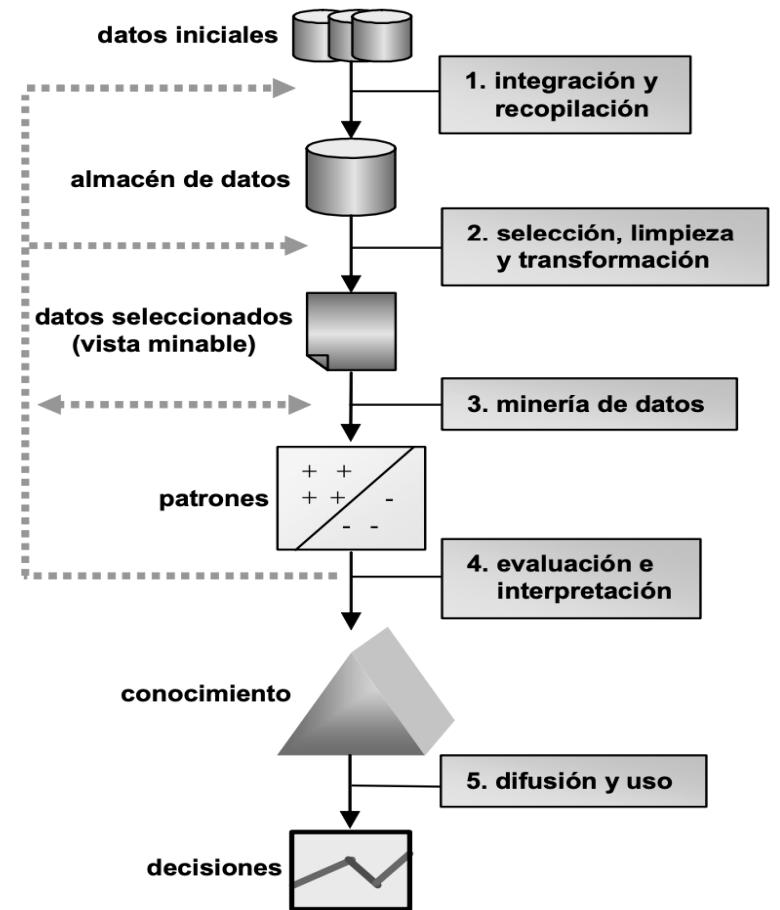 datos iniciales
1. integración y
recopilación
almacén de datos
2. selección, limpieza
y transformación
datos seleccionados
(vista minable)
3. minería de datos
patrones
+ +
+ + -
- -
4. evaluación e
interpretación
conocimiento
5. difusión y uso
decisiones